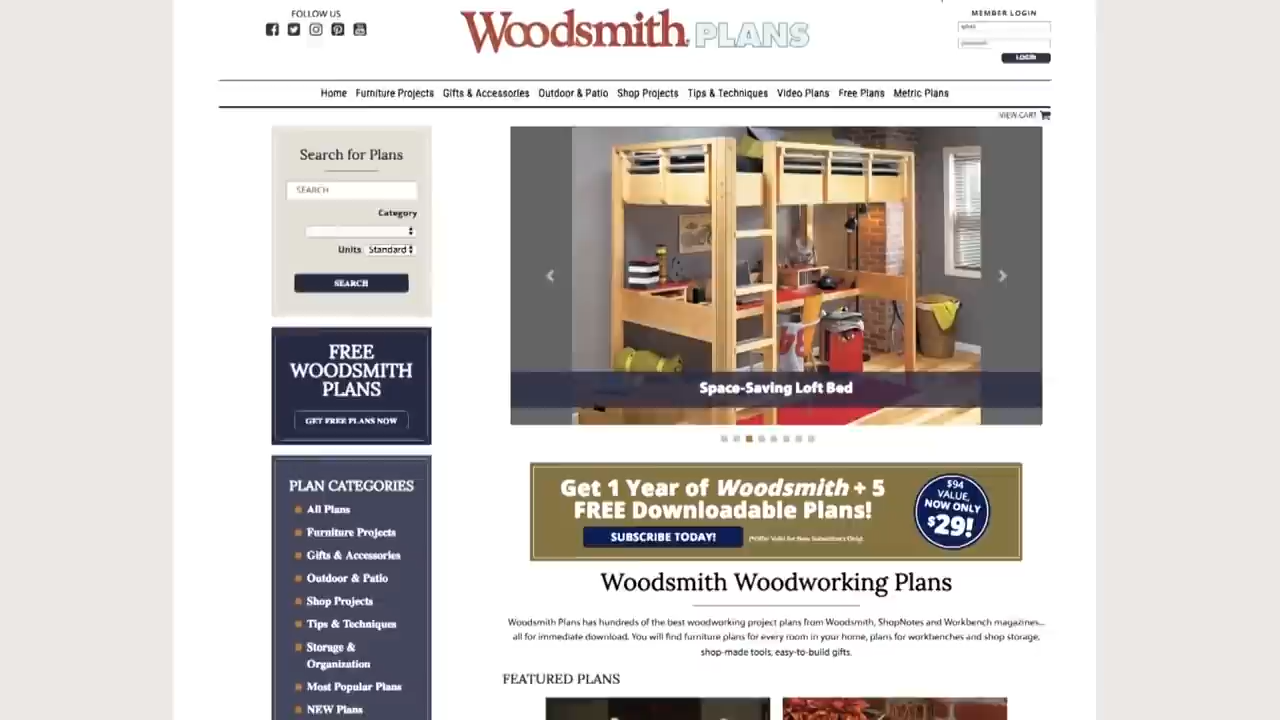 FOLLOW US
Woodsmith PLANS
MEMBER LOGIN
LOGIN
Home Furniture Projects Gifts & Accessories Outdoor & Patio Shop Projects Tips & Techniques Video Plans Free Plans Metric Plans
VIEW CART
Search for Plans
SEARCH
Category
Units Standard
SEARCH
FREE
WOODSMITH
PLANS
GET FREE PLANS NOW
PLAN CATEGORIES
All Plans
Furniture Projects
Gifts & Accessories
Outdoor & Patio
Shop Projects
Tips & Techniques
Storage &
Organization
Most Popular Plans
NEW Plans
Space-Saving Loft Bed
Get 1 Year of Woodsmith + 5
FREE Downloadable Plans!
SUBSCRIBE TODAY! (*Offer Valid for New Subscribers Only)
$94
VALUE,
NOW ONLY
$29!
Woodsmith Woodworking Plans
Woodsmith Plans has hundreds of the best woodworking project plans from Woodsmith, ShopNotes and Workbench magazines...
all for immediate download. You will find furniture plans for every room in your home, plans for workbenches and shop storage,
shop-made tools, easy-to-build gifts.
FEATURED PLANS